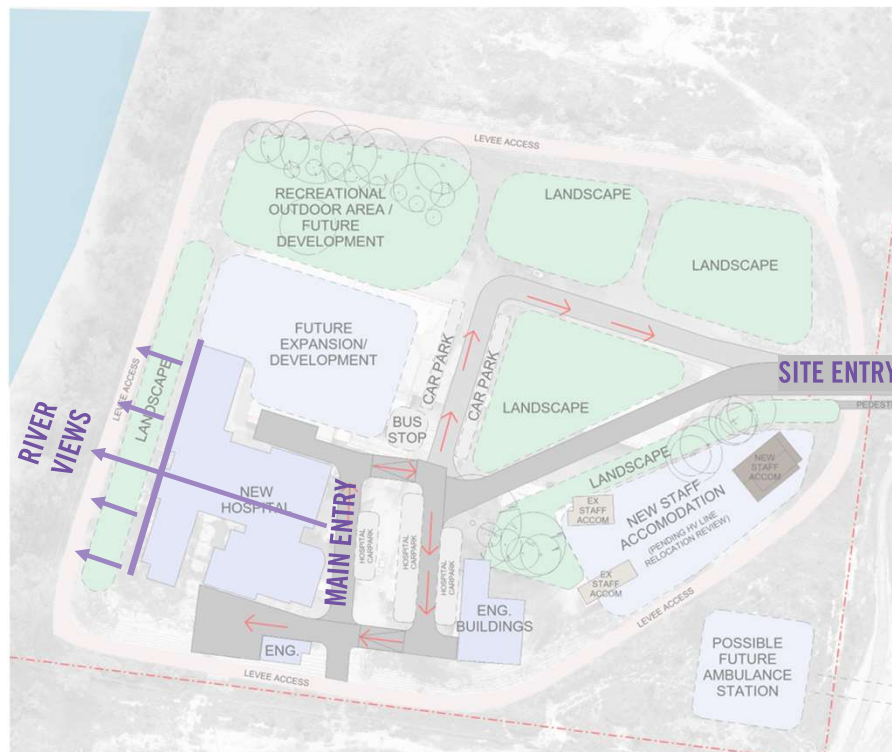 LEVEE ACCESS
RECREATIONAL
OUTDOOR AREA /
FUTURE
DEVELOPMENT
LANDSCAPE
LANDSCAPE
FUTURE
EXPANSION/
DEVELOPMENT
CAR PARK
CAR PARK
LANDSCAPE
SITE ENTRY
PEDEST
LEVEE ACCESS
LANDSCAPE
RIVER
VIEWS
BUS
STOP
LANDSCAPE
NEW
STAFF
ACCOM
NEW STAFF
ACCOMODATION
(PENDING HV LINE
RELOCATION REVIEW)
EX
STAFF
ACCOM
EX
STAFF
ACCOM
NEW
HOSPITAL
MAIN ENTRY
HOSPITAL
CARPARK
HOSPITAL
CARPARK
HOSPITAL
CARPARK
ENG.
BUILDINGS
ENG.
LEVEE ACCESS
LEVEE ACCESS
POSSIBLE
FUTURE
AMBULANCE
STATION